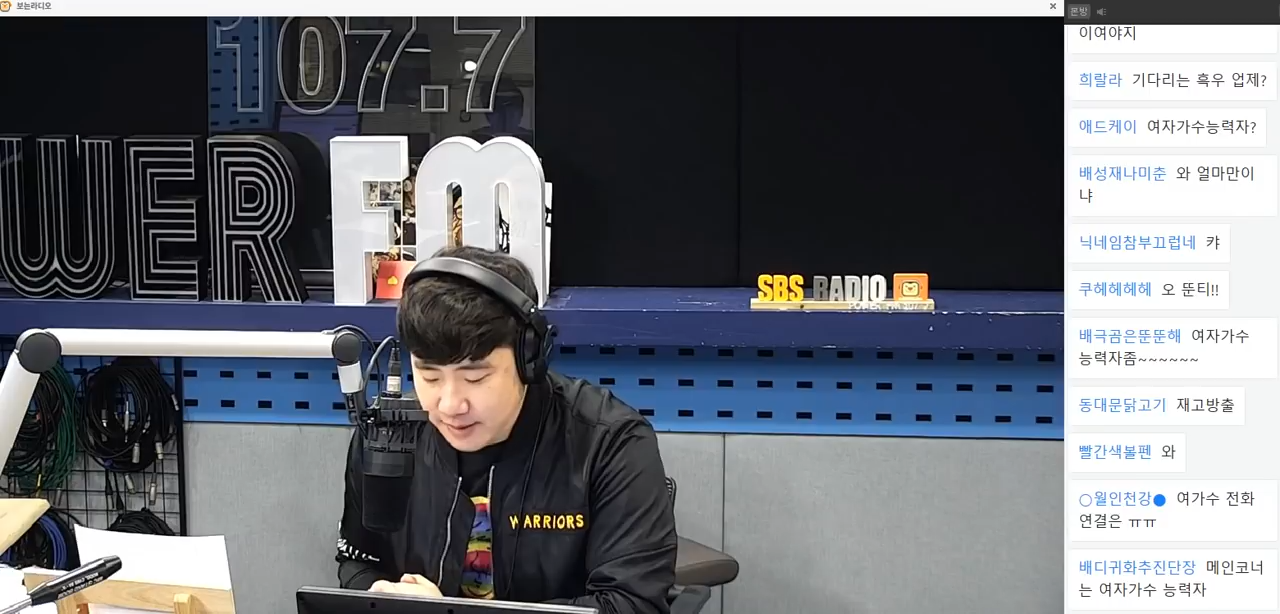 보는라디오
본방
107.7
WER FM
SBS RADIO
POWER FM 107.7
WARRIORS
이여야지
희랄라 기다리는 흑우 업제?
애드케이 여자가수능력자?
배성재나미춘 와 얼마만이
냐
닉네임참부끄럽네 캬
쿠헤헤헤헤 오 뚠티!!
배극곰은뚠뚠해 여자가수
능력자좀~~~~~~
동대문닭고기 재고방출
빨간색볼펜 와
○월인천강● 여가수 전화
연결은 ㅠㅠ
배디귀화추진단장 메인코너
는 여자가수 능력자